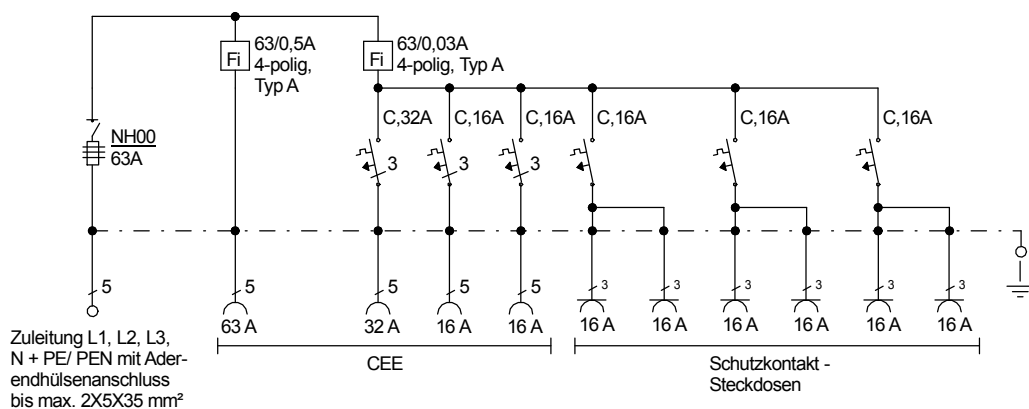 63/0,5A
4-polig,
Typ A
Fi
63/0,03A
4-polig, Typ A
Fi
C,32A
C,16A
C,16A
C,16A
C,16A
C,16A
NH00
63A
3
3
3
5
5
5
5
5
3
3
3
3
3
3
63 A
32 A
16 A
16 A
16 A
16 A
16 A
16 A
16 A
16 A
Zuleitung L1, L2, L3,
N + PE/ PEN mit Ader-
endhülsenanschluss
bis max. 2X5X35 mm²
CEE
Schutzkontakt -
Steckdosen